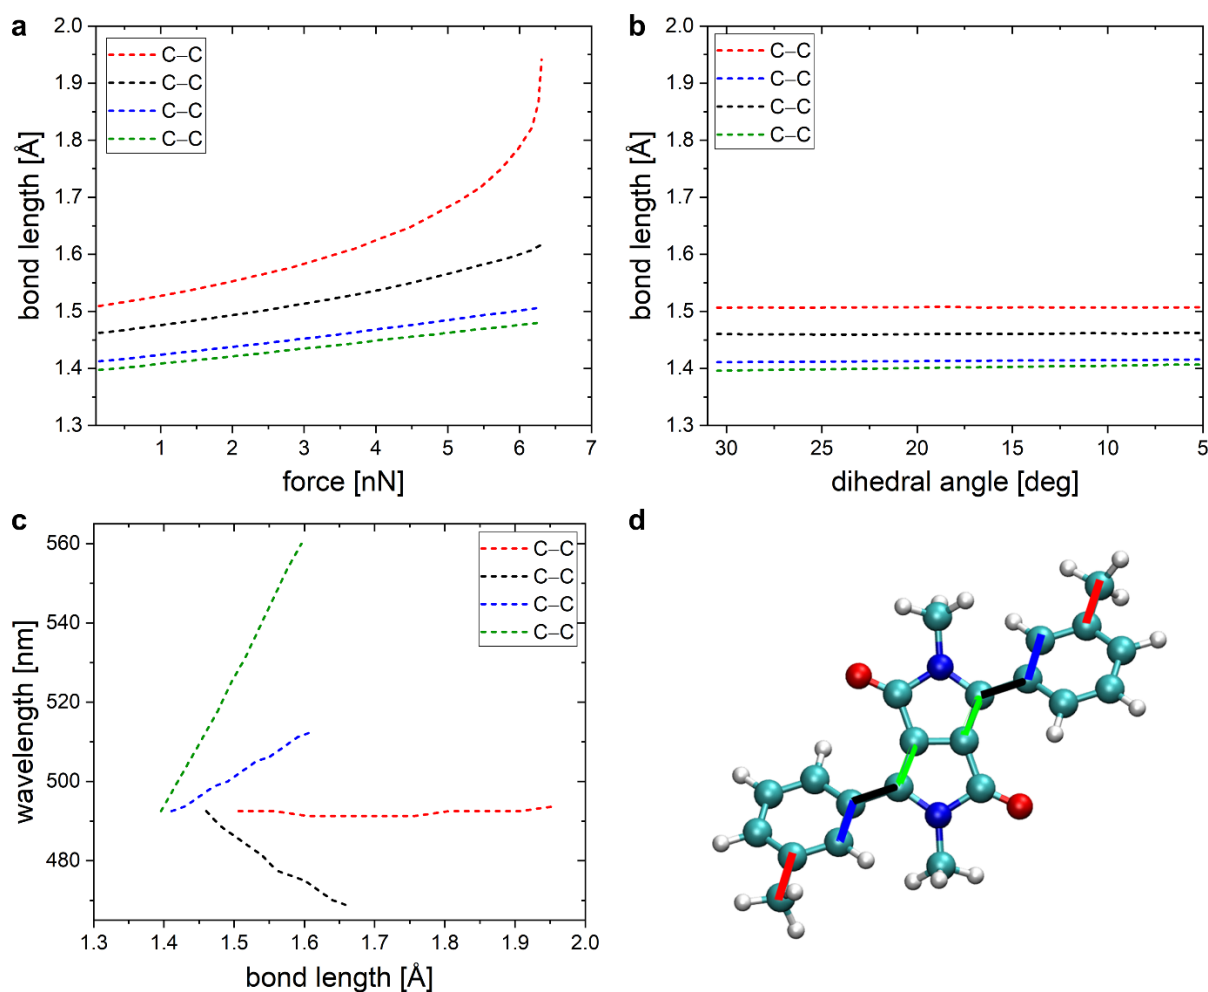 a
2.0
1.9
1.8
1.7
1.6
1.5
1.4
1.3
bond length [Å]
C–C
C–C
C–C
C–C
1 2 3 4 5 6 7
force [nN]
b
2.0
1.9
1.8
1.7
1.6
1.5
1.4
1.3
bond length [Å]
C–C
C–C
C–C
C–C
30 25 20 15 10 5
dihedral angle [deg]
c
560
540
520
500
480
wavelength [nm]
C–C
C–C
C–C
C–C
1.3 1.4 1.5 1.6 1.7 1.8 1.9 2.0
bond length [Å]
d